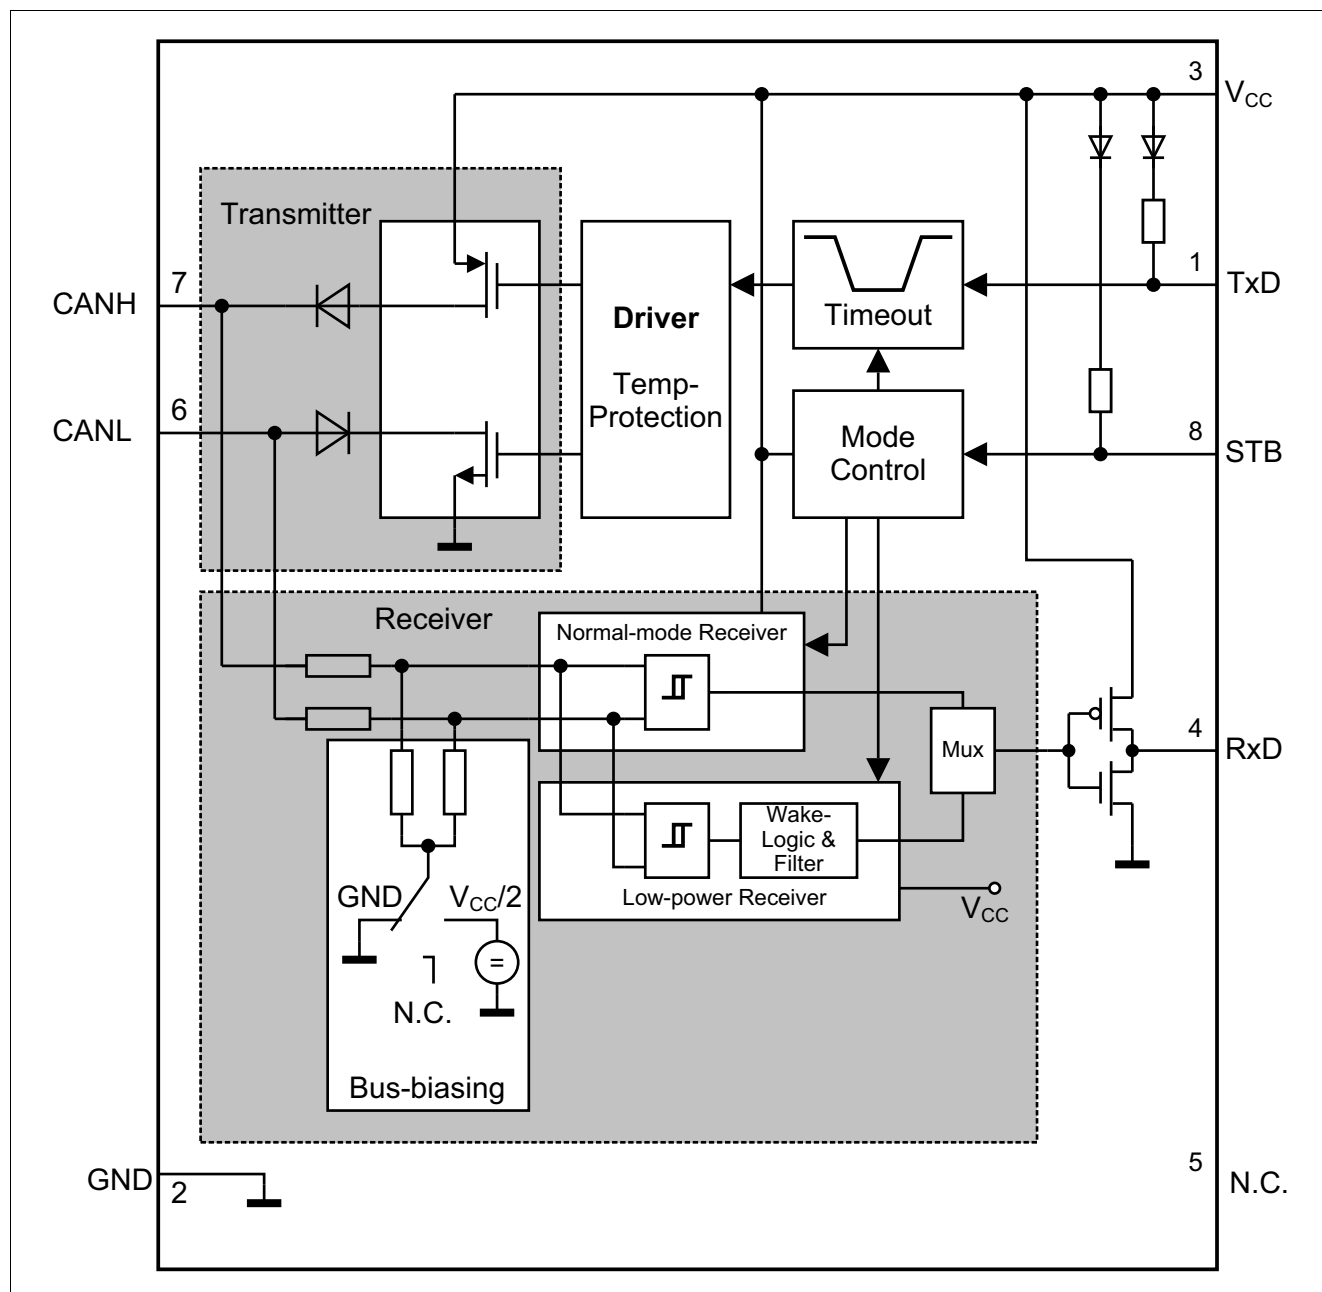 3
VCC
Transmitter
7
CANH
1
TxD
Timeout
Driver
Temp-
Protection
6
CANL
Mode
Control
8
STB
Receiver
Normal-mode Receiver
4
RxD
Mux
Wake-
Logic &
Filter
Low-power Receiver
VCC
GND
VCC/2
=
N.C.
Bus-biasing
GND
2
5
N.C.